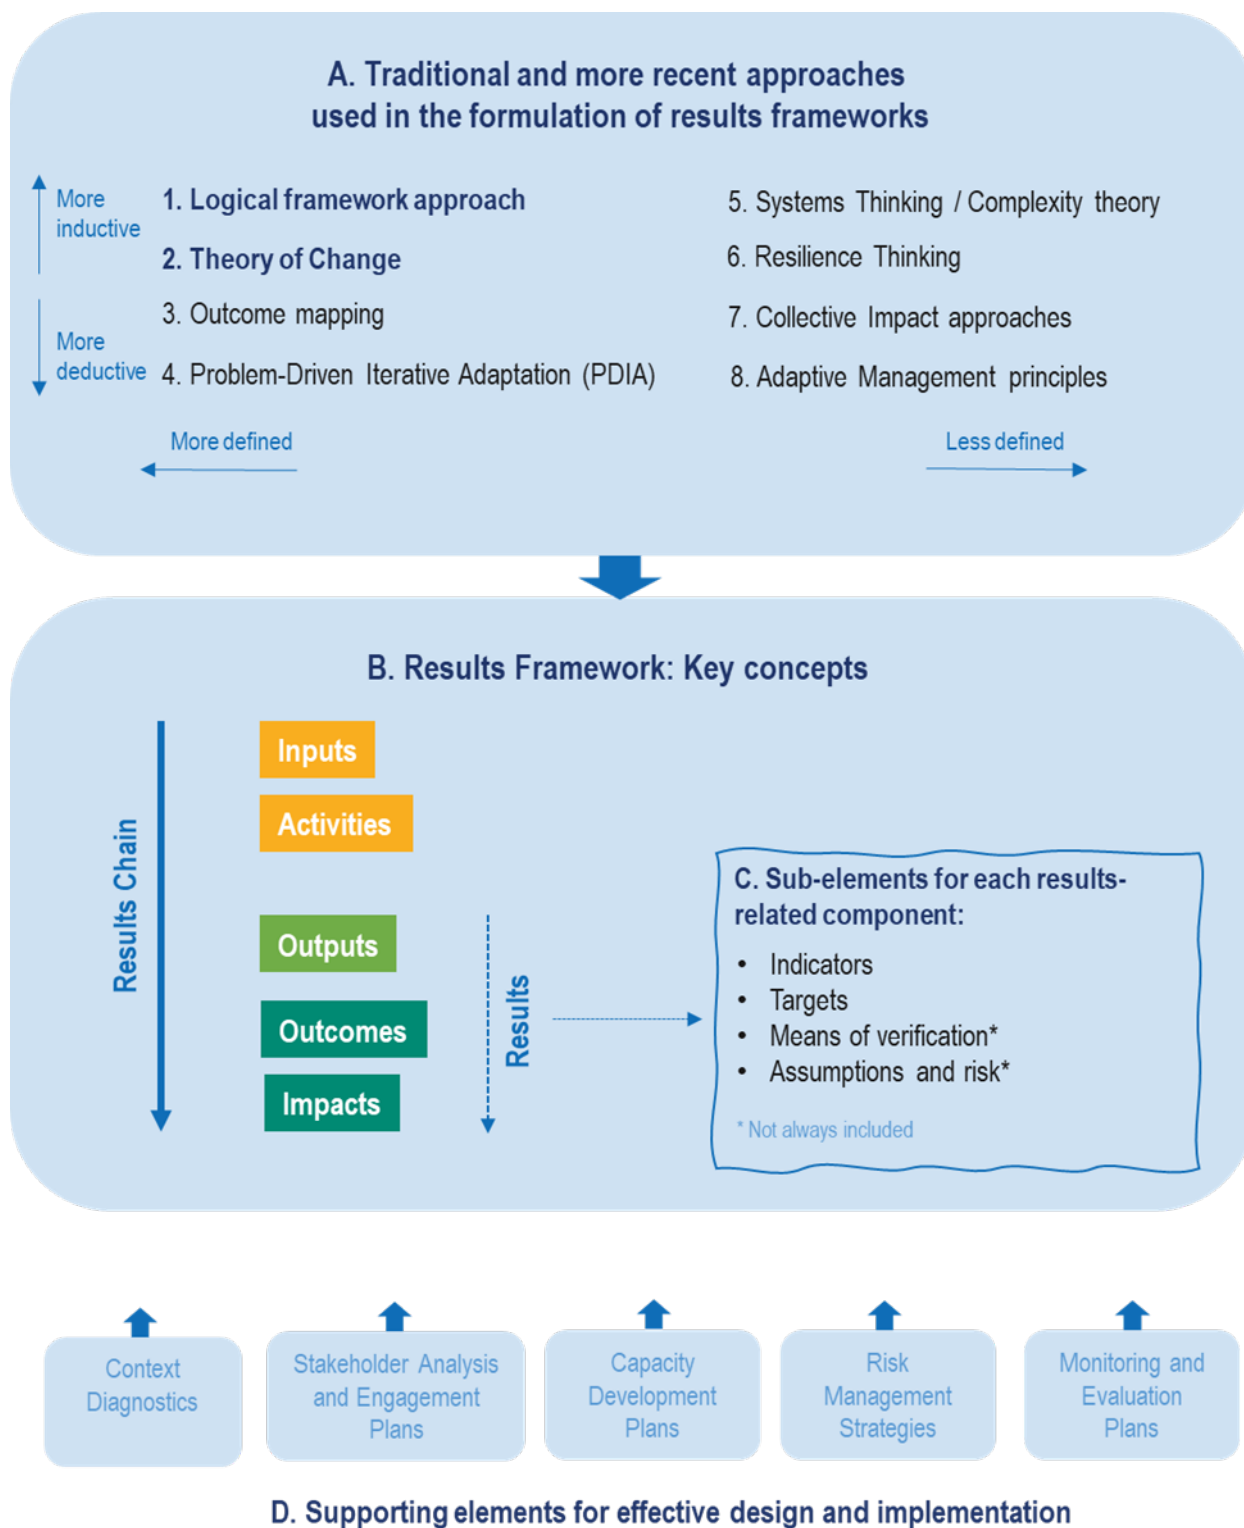 A. Traditional and more recent approaches
used in the formulation of results frameworks
More
inductive
More
deductive
1. Logical framework approach
2. Theory of Change
3. Outcome mapping
4. Problem-Driven Iterative Adaptation (PDIA)
5. Systems Thinking / Complexity theory
6. Resilience Thinking
7. Collective Impact approaches
8. Adaptive Management principles
More defined
Less defined
B. Results Framework: Key concepts
Results Chain
Inputs
Activities
Outputs
Outcomes
Impacts
Results
C. Sub-elements for each results-
related component:
• Indicators
• Targets
• Means of verification*
• Assumptions and risk*
* Not always included
Context
Diagnostics
Stakeholder Analysis
and Engagement
Plans
Capacity
Development
Plans
Risk
Management
Strategies
Monitoring and
Evaluation
Plans
D. Supporting elements for effective design and implementation